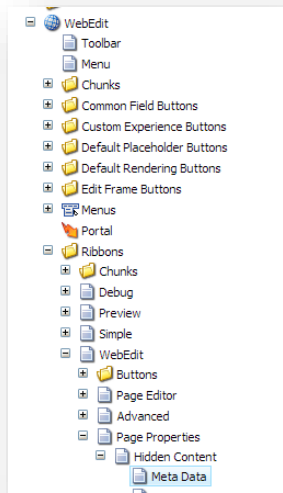 WebEdit
Toolbar
Menu
Chunks
Common Field Buttons
Custom Experience Buttons
Default Placeholder Buttons
Default Rendering Buttons
Edit Frame Buttons
Menus
Portal
Ribbons
Chunks
Debug
Preview
Simple
WebEdit
Buttons
Page Editor
Advanced
Page Properties
Hidden Content
Meta Data